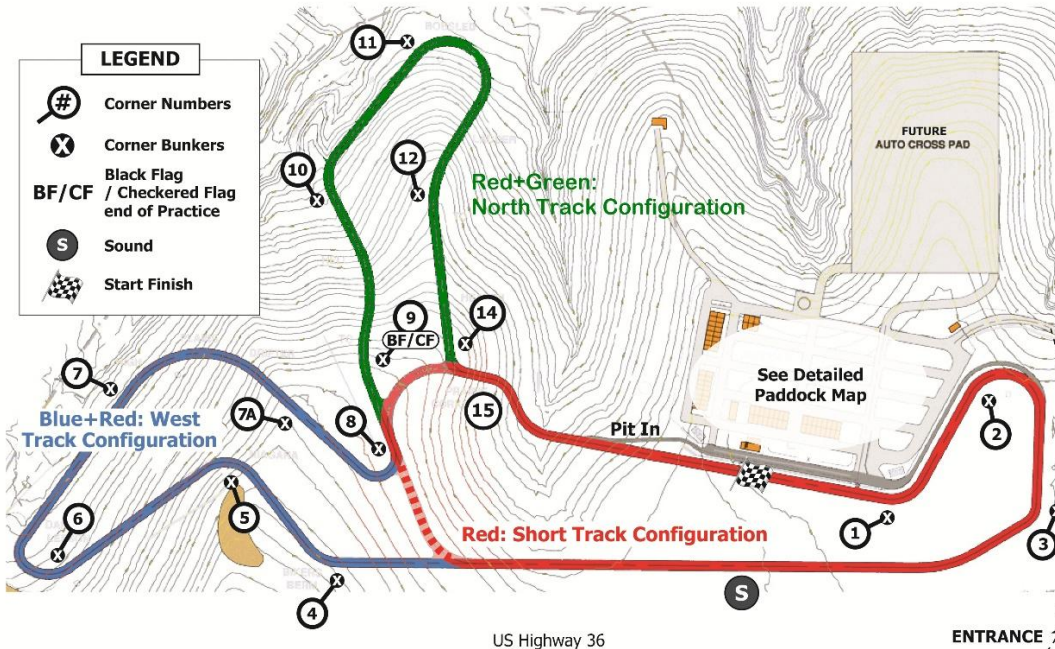 LEGEND
# Corner Numbers
X Corner Bunkers
BF/CF Black Flag
/ Checkered Flag
end of Practice
S Sound
Start Finish
11
10
12
Red+Green:
North Track Configuration
FUTURE
AUTO CROSS PAD
9
BF/CF
14
7
7A
8
15
See Detailed
Paddock Map
Blue+Red: West
Track Configuration
Pit In
2
6
5
Red: Short Track Configuration
1
3
4
S
US Highway 36
ENTRANCE